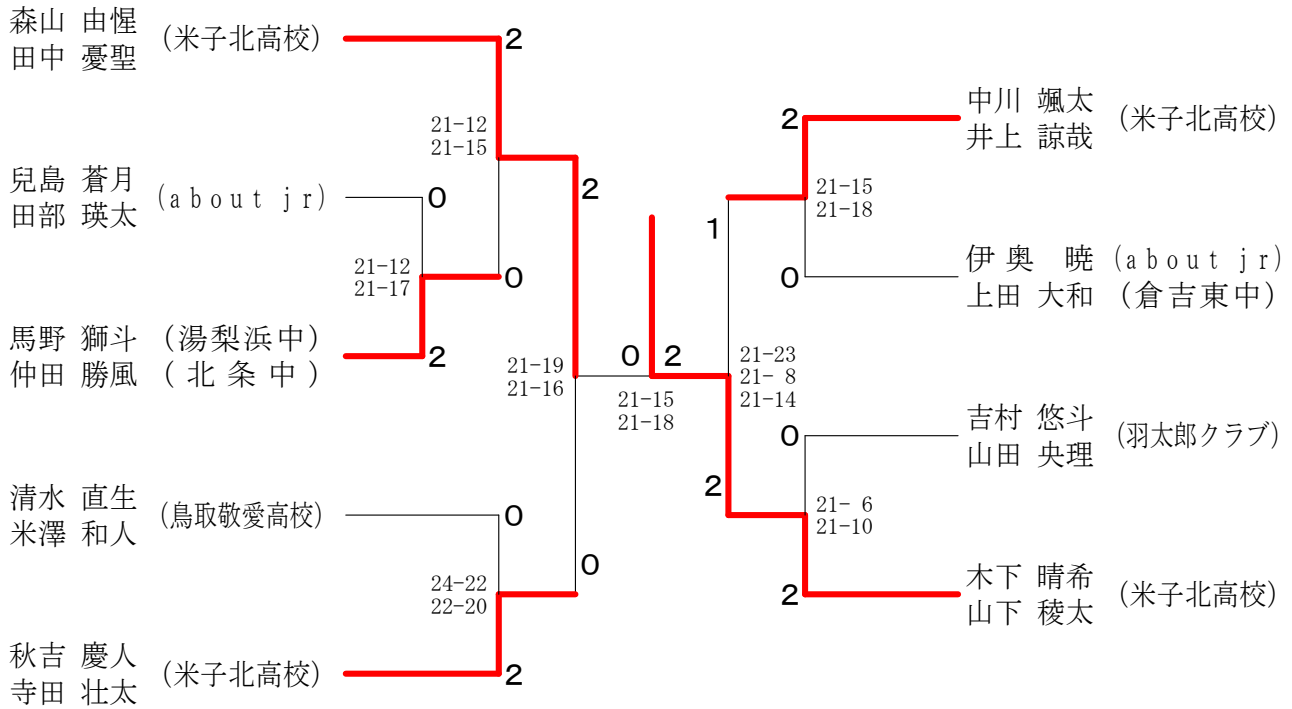 森山 由惺 (米子北高校)
田中 憂聖
2
21-12
21-15
兒島 蒼月 (about jr)
田部 瑛太
0
21-12
21-17
0
馬野 獅斗 (湯梨浜中)
仲田 勝風 (北条中)
2
2
21-19
21-16
清水 直生 (鳥取敬愛高校)
米澤 和人
0
24-22
22-20
0
秋吉 慶人 (米子北高校)
寺田 壮太
2
0 2
21-15
21-18
中川 颯太 (米子北高校)
井上 諒哉
2
21-15
21-18
1
伊奥 暁 (about jr)
上田 大和 (倉吉東中)
0
21-23
21- 8
21-14
吉村 悠斗 (羽太郎クラブ)
山田 央理
0
2
21- 6
21-10
木下 晴希 (米子北高校)
山下 稜太
2